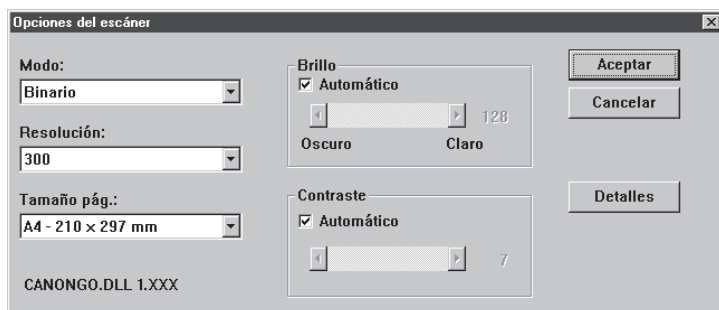 Opciones del escáner
Modo:
Binario
Resolución:
300
Tamaño pág.:
A4 - 210 x 297 mm
CANONGO.DLL 1.XXX
Brillo
Automático
128
Oscuro Claro
Contraste
Automático
7
Aceptar
Cancelar
Detalles